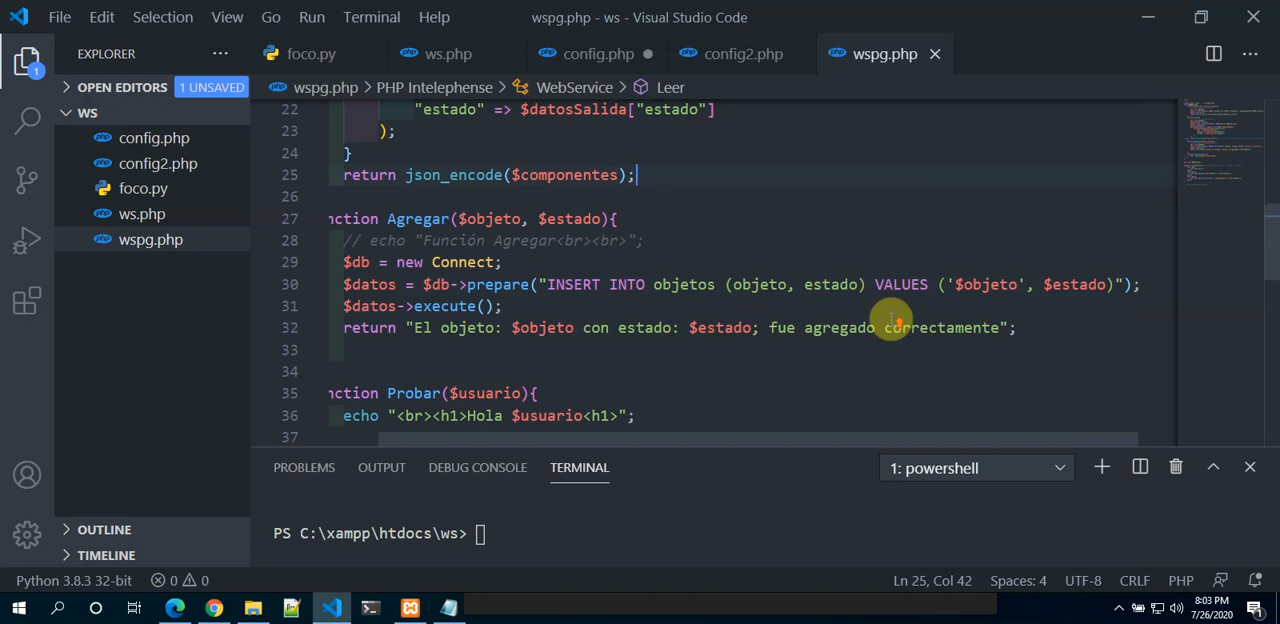 File Edit Selection View Go Run Terminal Help wspg.php - ws - Visual Studio Code
EXPLORER ··· foco.py ws.php config.php config2.php wspg.php
OPEN EDITORS 1 UNSAVED
wspg.php > PHP Intelephense > WebService > Leer
WS
config.php
config2.php
foco.py
ws.php
wspg.php
22 "estado" => $datosSalida["estado"]
23 );
24 }
25 return json_encode($componentes);
26
27 nction Agregar($objeto, $estado){
28 // echo "Función Agregar<br><br>";
29 $db = new Connect;
30 $datos = $db->prepare("INSERT INTO objetos (objeto, estado) VALUES ('$objeto', $estado)");
31 $datos->execute();
32 return "El objeto: $objeto con estado: $estado; fue agregado correctamente";
33
34
35 nction Probar($usuario){
36 echo "<br><h1>Hola $usuario<h1>";
37
PROBLEMS OUTPUT DEBUG CONSOLE TERMINAL 1: powershell
PS C:\xampp\htdocs\ws>
OUTLINE
TIMELINE
1
Python 3.8.3 32-bit 0 0 Ln 25, Col 42 Spaces: 4 UTF-8 CRLF PHP
8:03 PM
7/26/2020
1